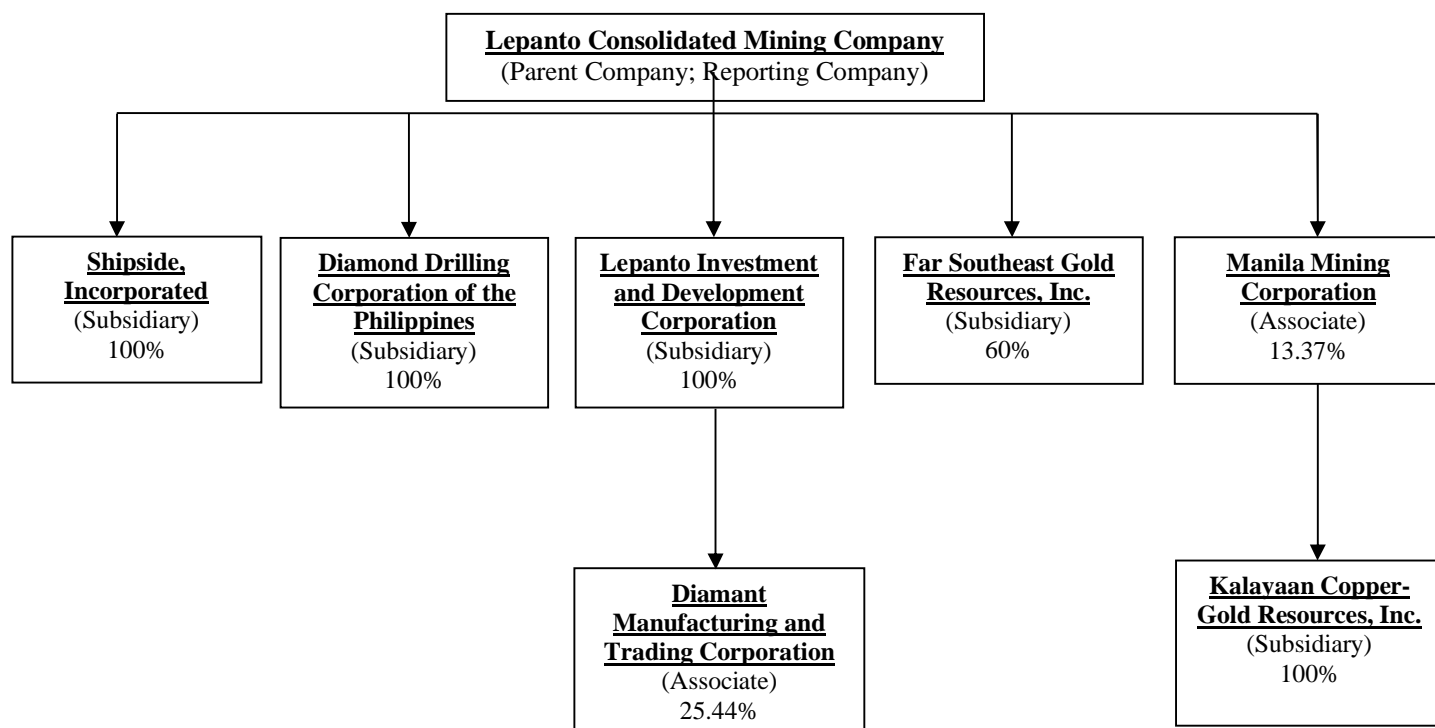 Lepanto Consolidated Mining Company
(Parent Company; Reporting Company)
Shipside,
Incorporated
(Subsidiary)
100%
Diamond Drilling
Corporation of the
Philippines
(Subsidiary)
100%
Lepanto Investment
and Development
Corporation
(Subsidiary)
100%
Far Southeast Gold
Resources, Inc.
(Subsidiary)
60%
Manila Mining
Corporation
(Associate)
13.37%
Diamant
Manufacturing and
Trading Corporation
(Associate)
25.44%
Kalayaan Copper-
Gold Resources, Inc.
(Subsidiary)
100%